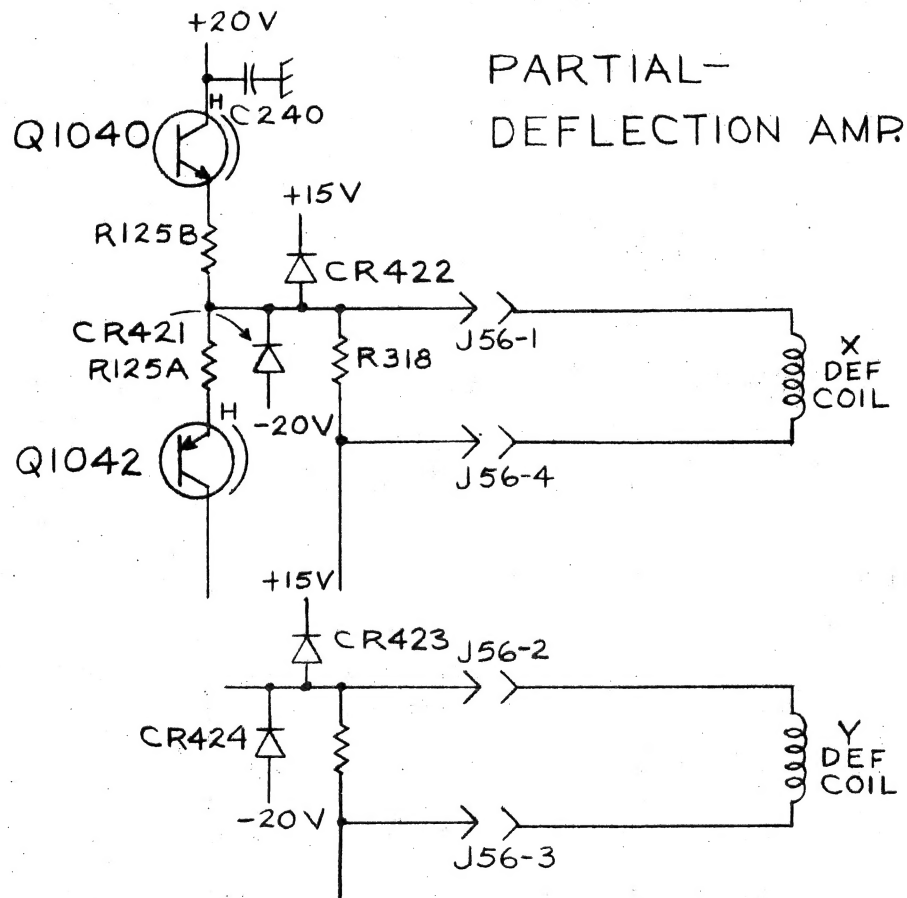 +20V
PARTIAL-
DEFLECTION AMP.
H
C240
Q1040
+15V
R125B
CR422
CR421
J56-1
R125A
R318
X
DEF
COIL
H
-20V
Q1042
J56-4
+15V
CR423
J56-2
CR424
Y
DEF
COIL
-20V
J56-3